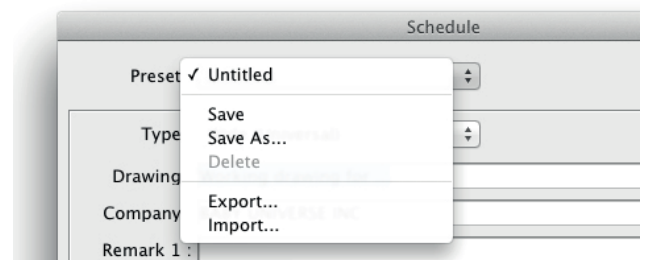 Schedule
Preset ✓ Untitled
Save
Type
Save As...
Delete
Drawing
Export...
Company
Import...
Remark 1 :